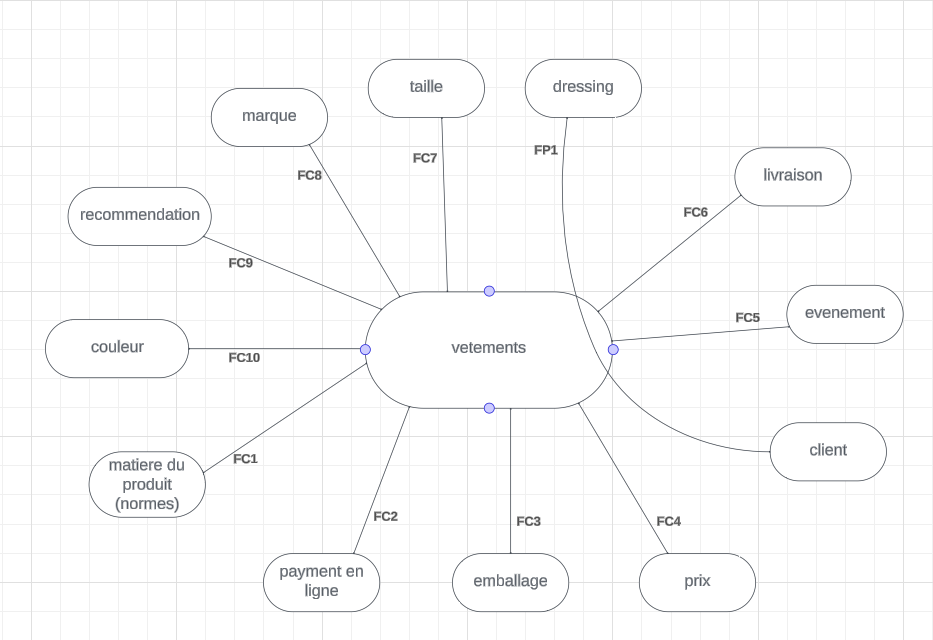 taille
dressing
marque
FP1
FC7
livraison
FC8
recommendation
FC6
FC9
evenement
FC5
couleur
vetements
FC10
client
FC1
matiere du
produit
(normes)
FC2
FC3
FC4
payment en
ligne
emballage
prix